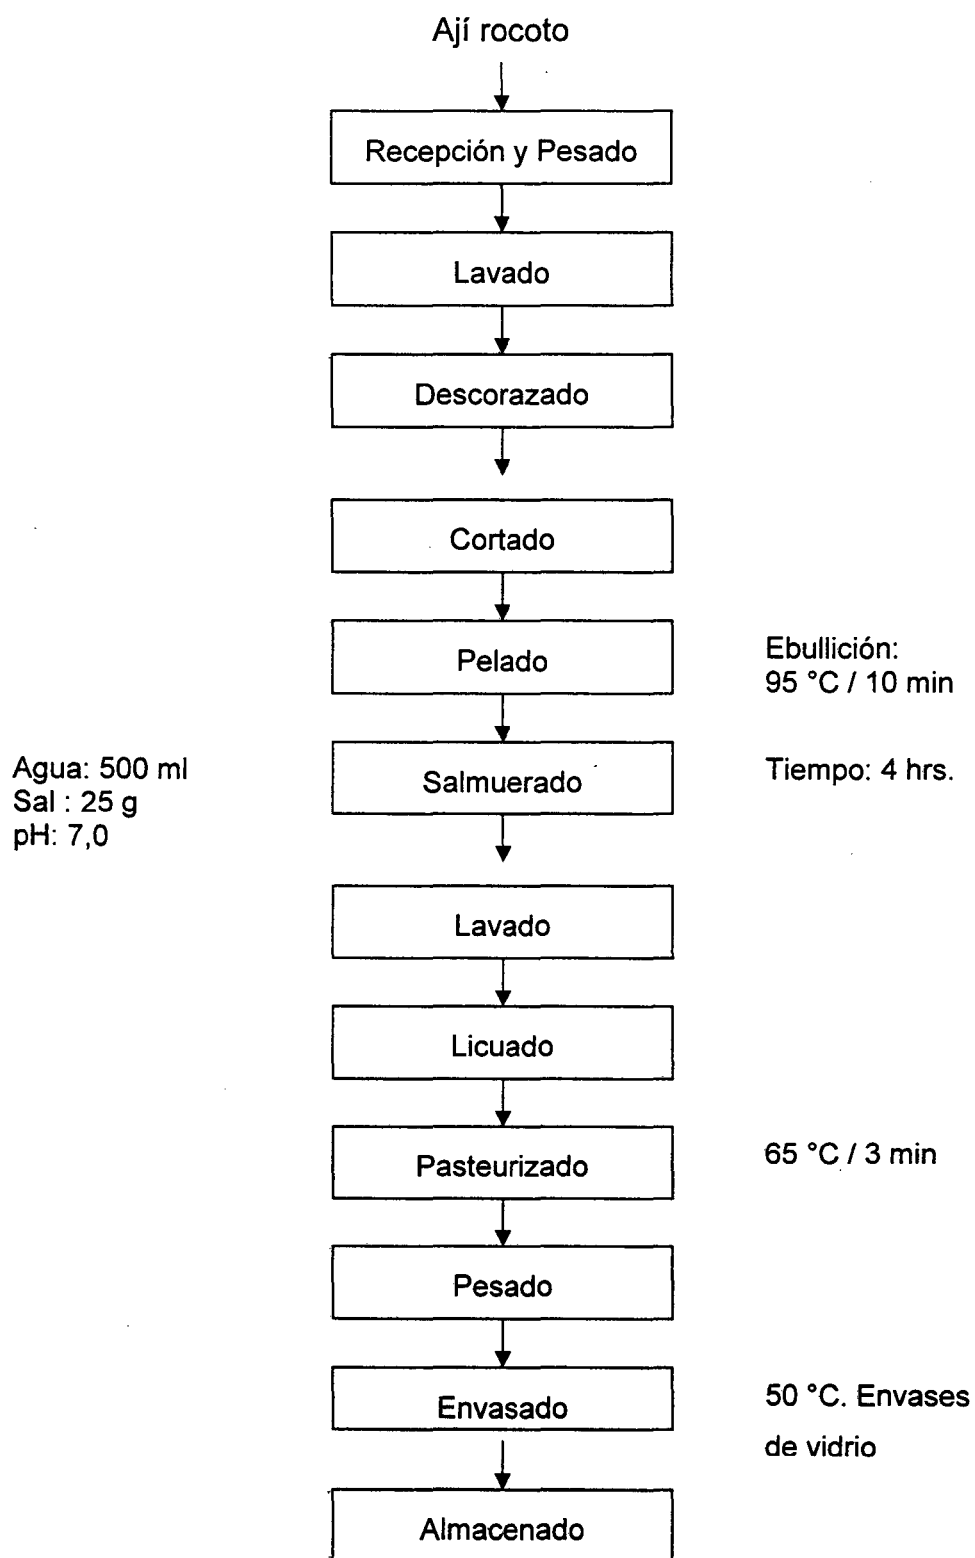 Ají rocoto
Recepción y Pesado
Lavado
Descorazado
Cortado
Pelado
Ebullición:
95 °C / 10 min
Agua: 500 ml
Sal : 25 g
pH: 7,0
Salmuerado
Tiempo: 4 hrs.
Lavado
Licuado
Pasteurizado
65 °C / 3 min
Pesado
Envasado
50 °C. Envases
de vidrio
Almacenado